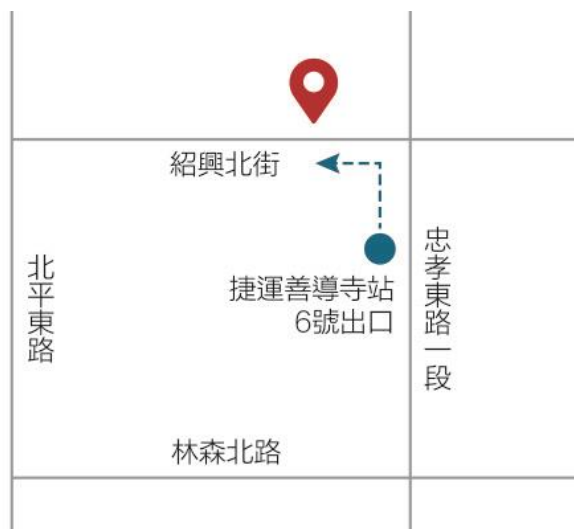 紹興北街
捷運善導寺站
6號出口
忠孝東路一段
北平東路
林森北路